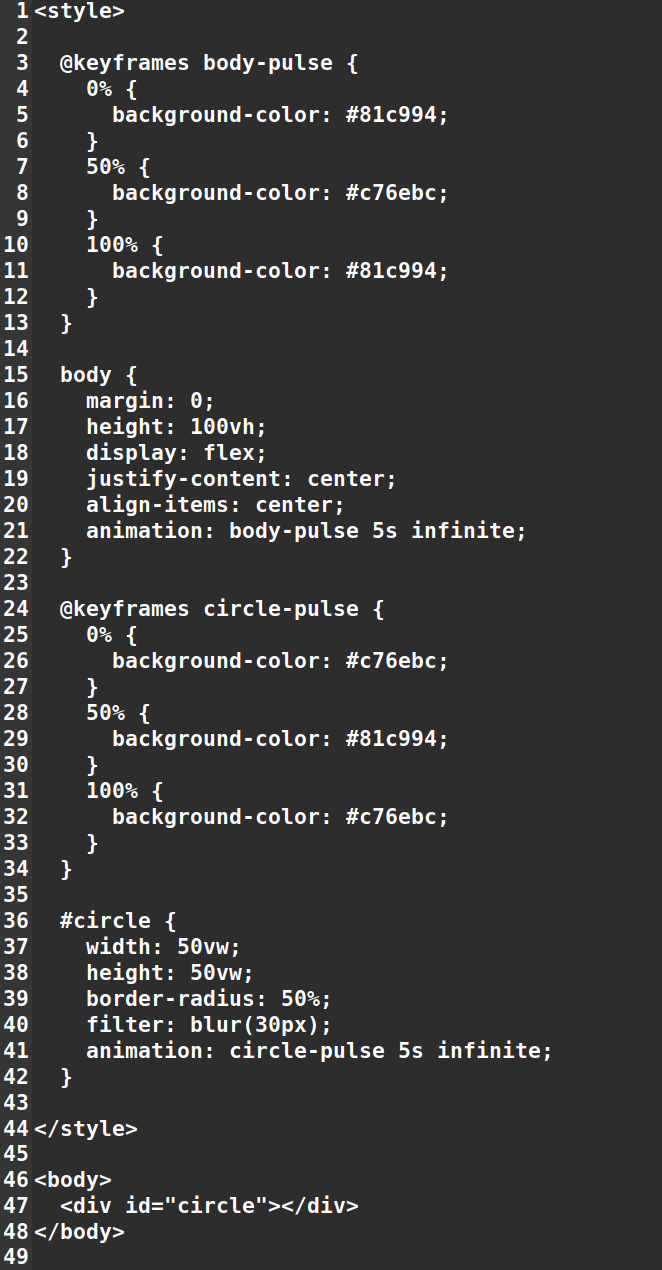 1 <style>
2
3   @keyframes body-pulse {
4     0% {
5       background-color: #81c994;
6     }
7     50% {
8       background-color: #c76ebc;
9     }
10     100% {
11       background-color: #81c994;
12     }
13   }
14
15   body {
16     margin: 0;
17     height: 100vh;
18     display: flex;
19     justify-content: center;
20     align-items: center;
21     animation: body-pulse 5s infinite;
22   }
23
24   @keyframes circle-pulse {
25     0% {
26       background-color: #c76ebc;
27     }
28     50% {
29       background-color: #81c994;
30     }
31     100% {
32       background-color: #c76ebc;
33     }
34   }
35
36   #circle {
37     width: 50vw;
38     height: 50vw;
39     border-radius: 50%;
40     filter: blur(30px);
41     animation: circle-pulse 5s infinite;
42   }
43
44 </style>
45
46 <body>
47   <div id="circle"></div>
48 </body>
49